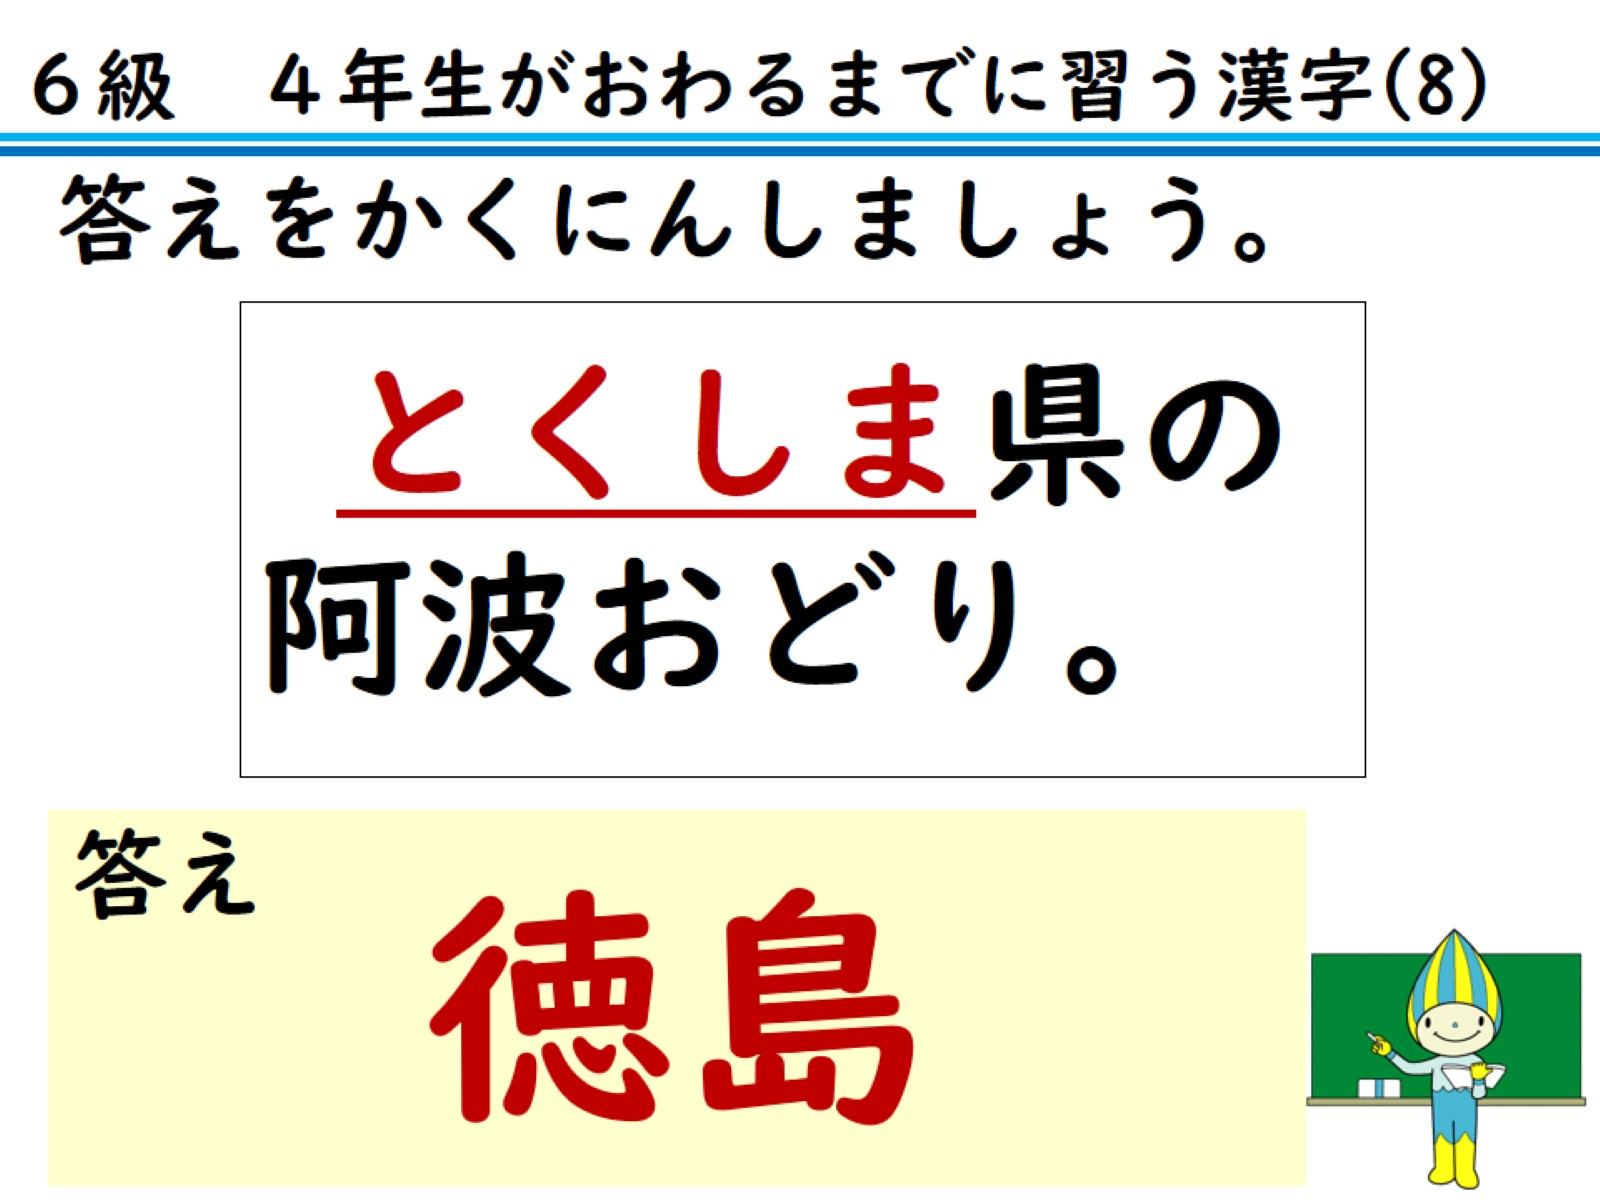 ６級　４年生がおわるまでに習う漢字(8)
答えをかくにんしましょう。
とくしま県の
阿波おどり。
答え
徳島